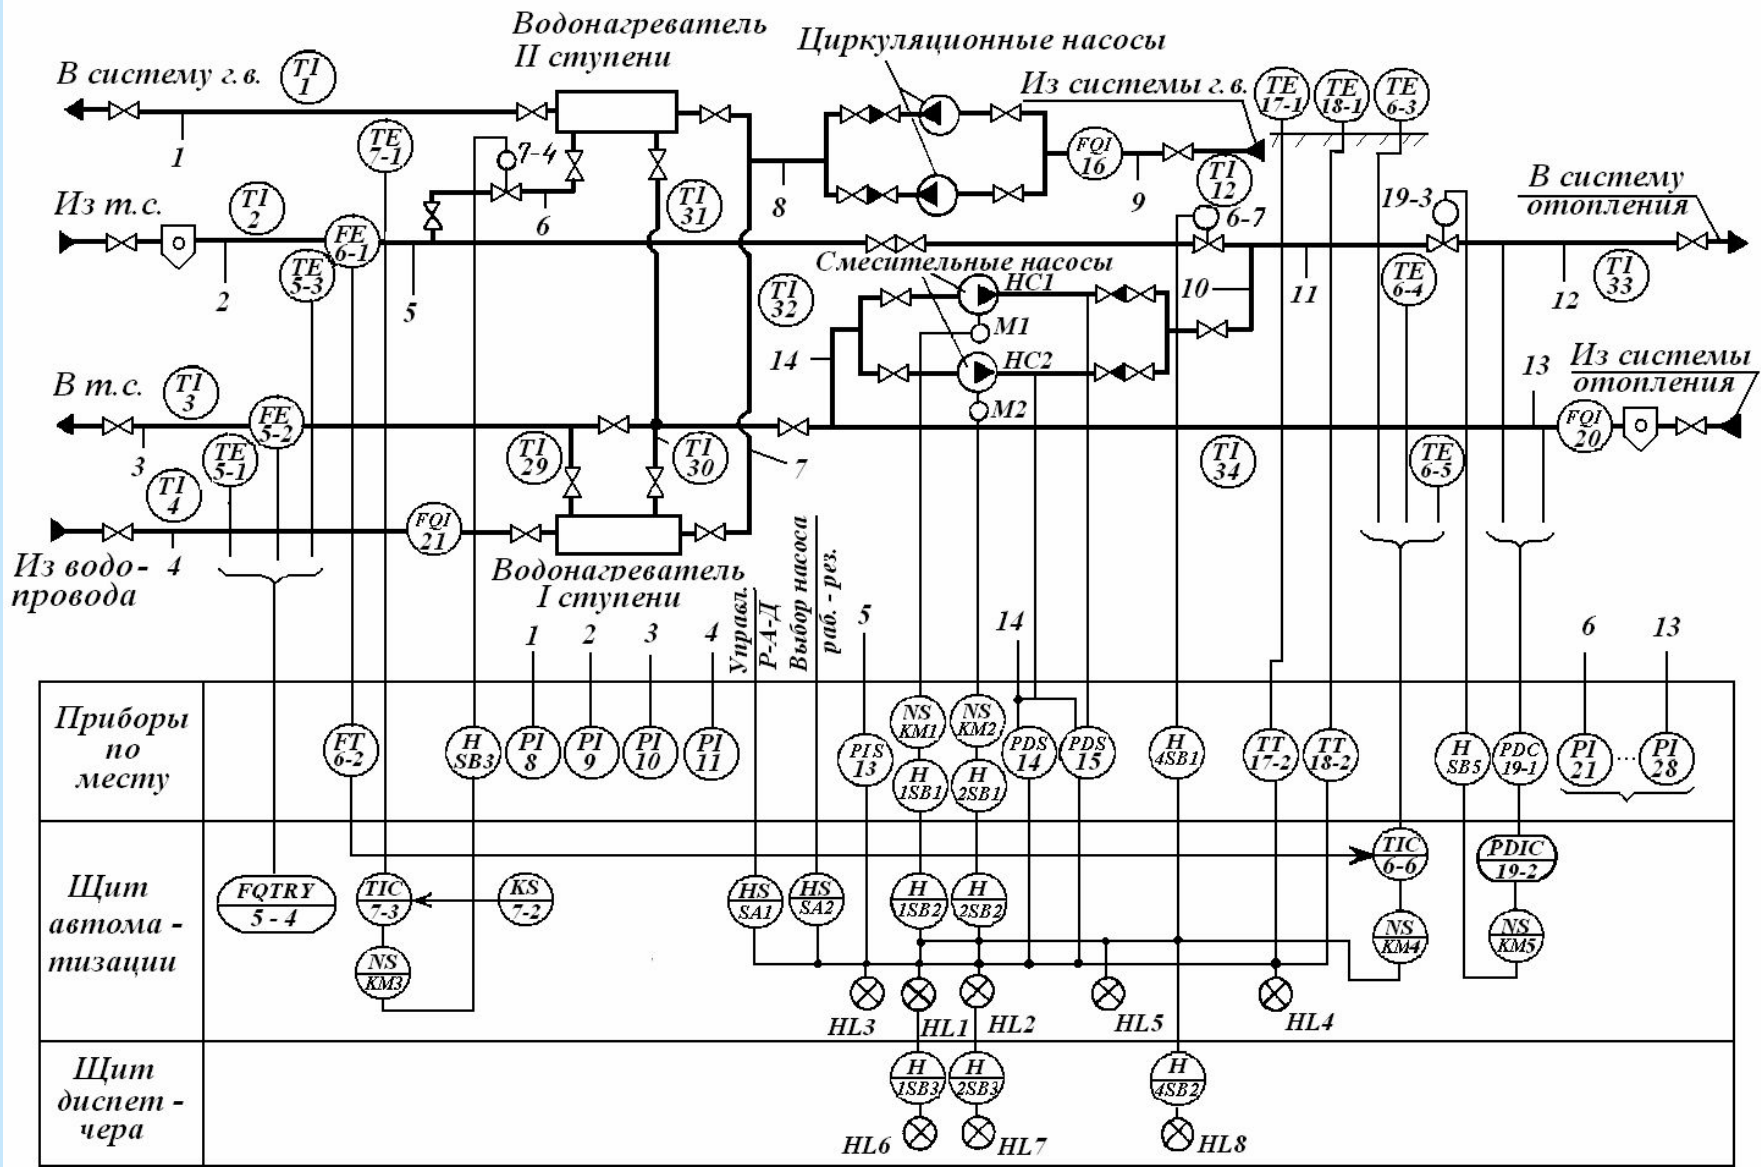 Водонагреватель
II ступени
Циркуляционные насосы
В систему г.в.
TI
1
Из системы г.в.
TE
17-1
TE
18-1
TE
6-3
1
TE
7-1
7-4
FQI
16
9
TI
12
Из т.с.
TI
2
6
TI
31
8
6-7
19-3
В систему
отопления
FE
6-1
TE
5-3
2
5
Смесительные насосы
TI
32
НС1
М1
10
11
TE
6-4
12
TI
33
14
НС2
М2
13
Из системы
отопления
В т.с.
TI
3
FE
5-2
3
TE
5-1
TI
29
TI
30
7
TI
34
TE
6-5
FQI
20
TI
4
FQI
21
Из водо-
провода
4
Водонагреватель
I ступени
Управл.
Р-А-Д
Выбор насоса
раб. - рез.
1
2
3
4
5
14
6
13
Приборы
по
месту
FT
6-2
H
SB3
PI
8
PI
9
PI
10
PI
11
PIS
13
NS
KM1
H
1SB1
NS
KM2
H
2SB1
PDS
14
PDS
15
H
4SB1
TT
17-2
TT
18-2
H
SB5
PDC
19-1
PI
21
...
PI
28
Щит
автома -
тизации
FQTRY
5 - 4
TIC
7-3
KS
7-2
NS
KM3
HS
SA1
HS
SA2
H
1SB2
H
2SB2
TIC
6-6
NS
KM4
PDIC
19-2
NS
KM5
HL3
HL1
HL2
HL5
HL4
Щит
диспет -
чера
H
1SB3
H
2SB3
H
4SB2
HL6
HL7
HL8